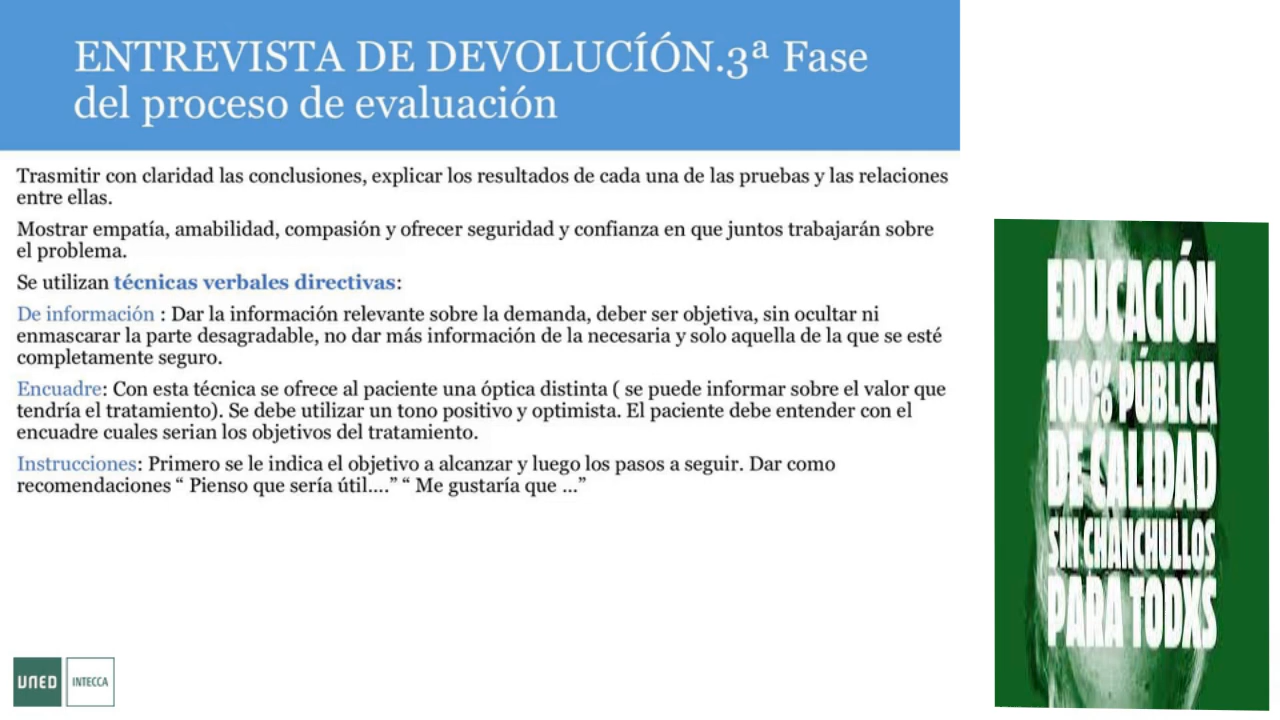 ENTREVISTA DE DEVOLUCÍÓN.3ª Fase
del proceso de evaluación
Trasmitir con claridad las conclusiones, explicar los resultados de cada una de las pruebas y las relaciones
entre ellas.
Mostrar empatía, amabilidad, compasión y ofrecer seguridad y confianza en que juntos trabajarán sobre
el problema.
Se utilizan técnicas verbales directivas:
De información : Dar la información relevante sobre la demanda, deber ser objetiva, sin ocultar ni
enmascarar la parte desagradable, no dar más información de la necesaria y solo aquella de la que se esté
completamente seguro.
Encuadre: Con esta técnica se ofrece al paciente una óptica distinta ( se puede informar sobre el valor que
tendría el tratamiento). Se debe utilizar un tono positivo y optimista. El paciente debe entender con el
encuadre cuales serian los objetivos del tratamiento.
Instrucciones: Primero se le indica el objetivo a alcanzar y luego los pasos a seguir. Dar como
recomendaciones “ Pienso que sería útil....” “ Me gustaría que ...”
EDUCACIÓN
100% PÚBLICA
DE CALIDAD
SIN CHANCHULLOS
PARA TODXS
UNED
INTECCA